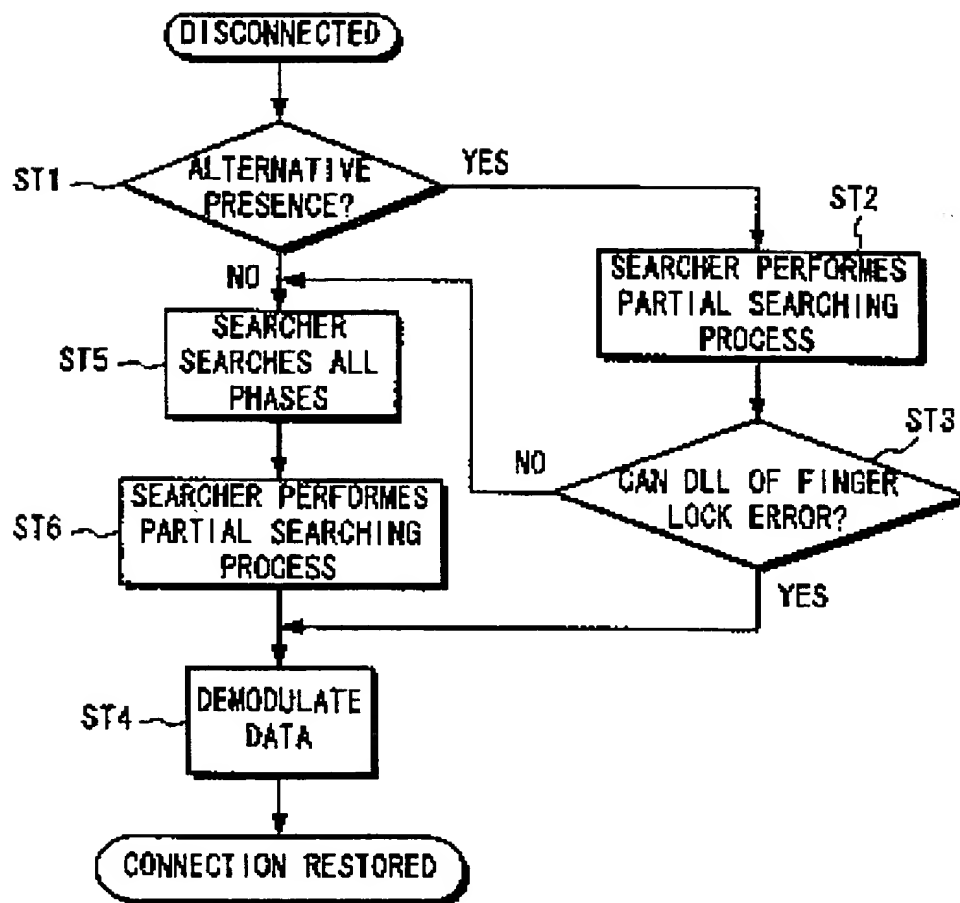 DISCONNECTED
ST1
ALTERNATIVE
PRESENCE?
YES
ST2
SEARCHER PERFORMES
PARTIAL SEARCHING
PROCESS
NO
ST5
SEARCHER
SEARCHES ALL
PHASES
ST3
CAN DLL OF FINGER
LOCK ERROR?
NO
YES
ST6
SEARCHER PERFORMES
PARTIAL SEARCHING
PROCESS
ST4
DEMODULATE
DATA
CONNECTION RESTORED